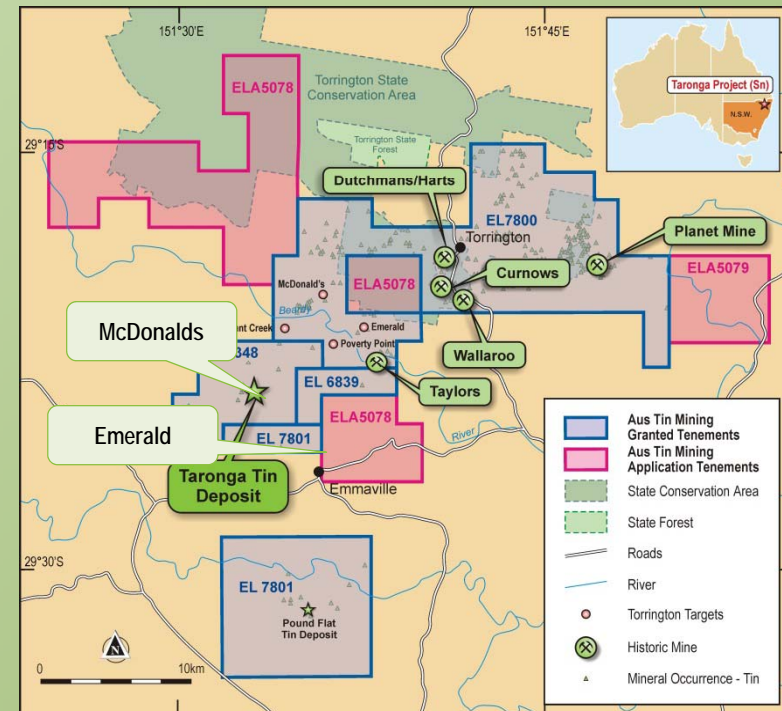 151°30'E
151°45'E
29°15'S
29°30'S
Taronga Project (Sn)
N.S.W.
ELA5078
Torrington State
Conservation Area
Torrington State
Forest
Dutchmans/Harts
EL7800
Torrington
Planet Mine
Curnows
ELA5078
ELA5079
McDonald's
Beardy
McDonalds
Creek
Emerald
Poverty Point
Wallaroo
348
EL 6839
Taylors
Emerald
EL 7801
ELA5078
River
Taronga Tin
Deposit
Emmaville
EL 7801
Pound Flat
Tin Deposit
N
0
10km
Aus Tin Mining
Granted Tenements
Aus Tin Mining
Application Tenements
State Conservation Area
State Forest
Roads
River
Torrington Targets
Historic Mine
Mineral Occurrence - Tin